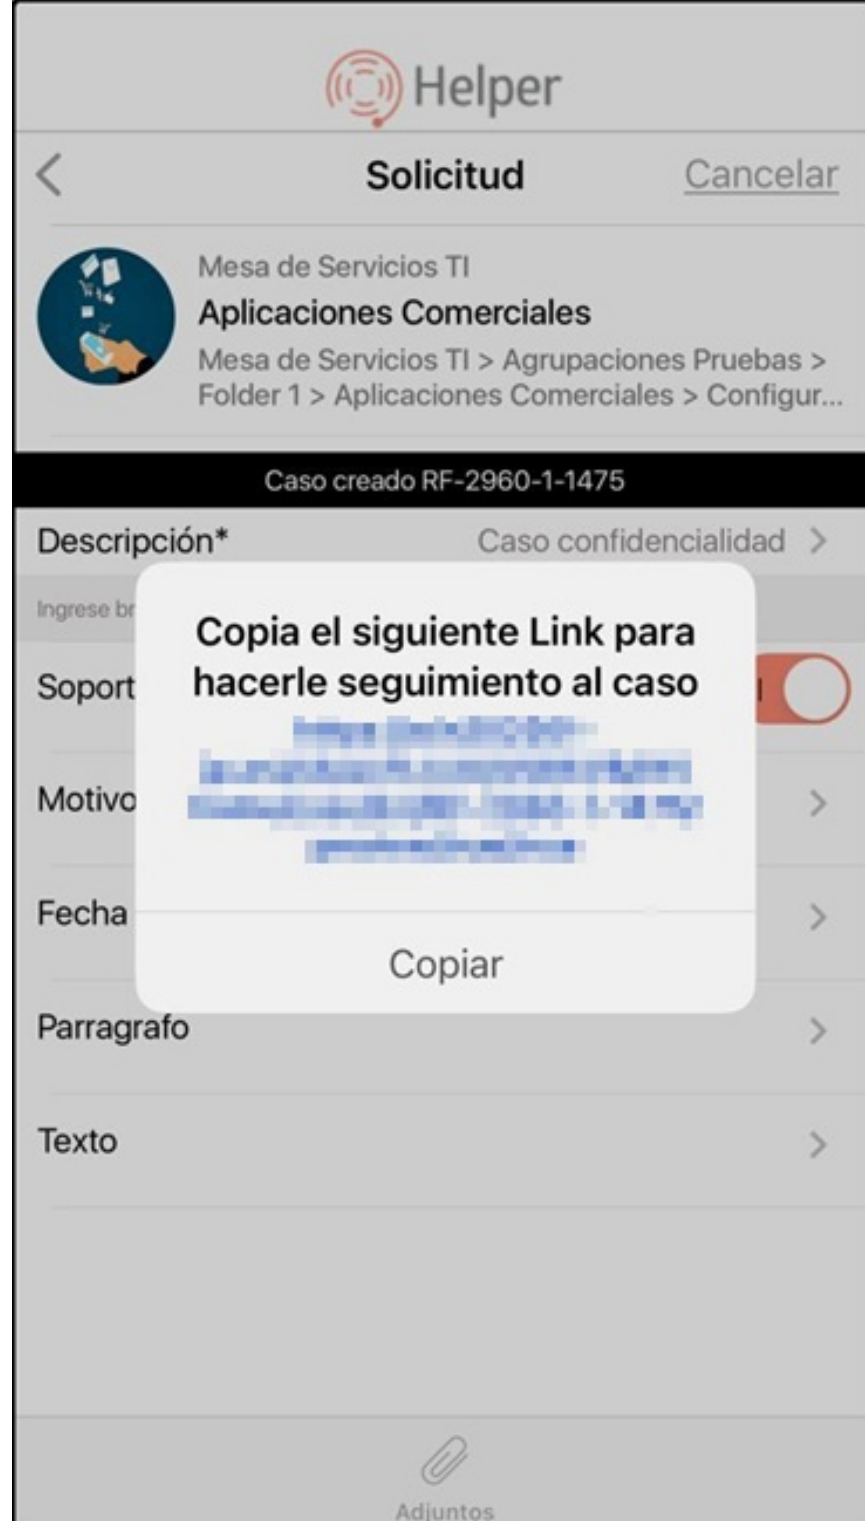 Helper
Solicitud
Cancelar
Mesa de Servicios TI
Aplicaciones Comerciales
Mesa de Servicios TI > Agrupaciones Pruebas >
Folder 1 > Aplicaciones Comerciales > Configur...
Caso creado RF-2960-1-1475
Descripción*
Caso confidencialidad
Ingrese br
Copia el siguiente Link para
hacerle seguimiento al caso
Soport
Motivo
Fecha
Copiar
Parragrafo
Texto
Adjuntos